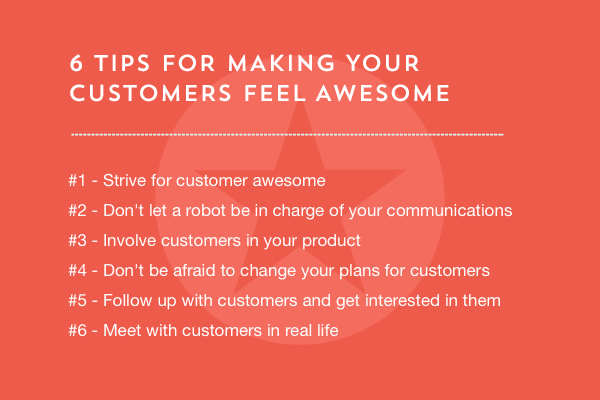 6 TIPS FOR MAKING YOUR
CUSTOMERS FEEL AWESOME
#1 - Strive for customer awesome
#2 - Don't let a robot be in charge of your communications
#3 - Involve customers in your product
#4 - Don't be afraid to change your plans for customers
#5 - Follow up with customers and get interested in them
#6 - Meet with customers in real life